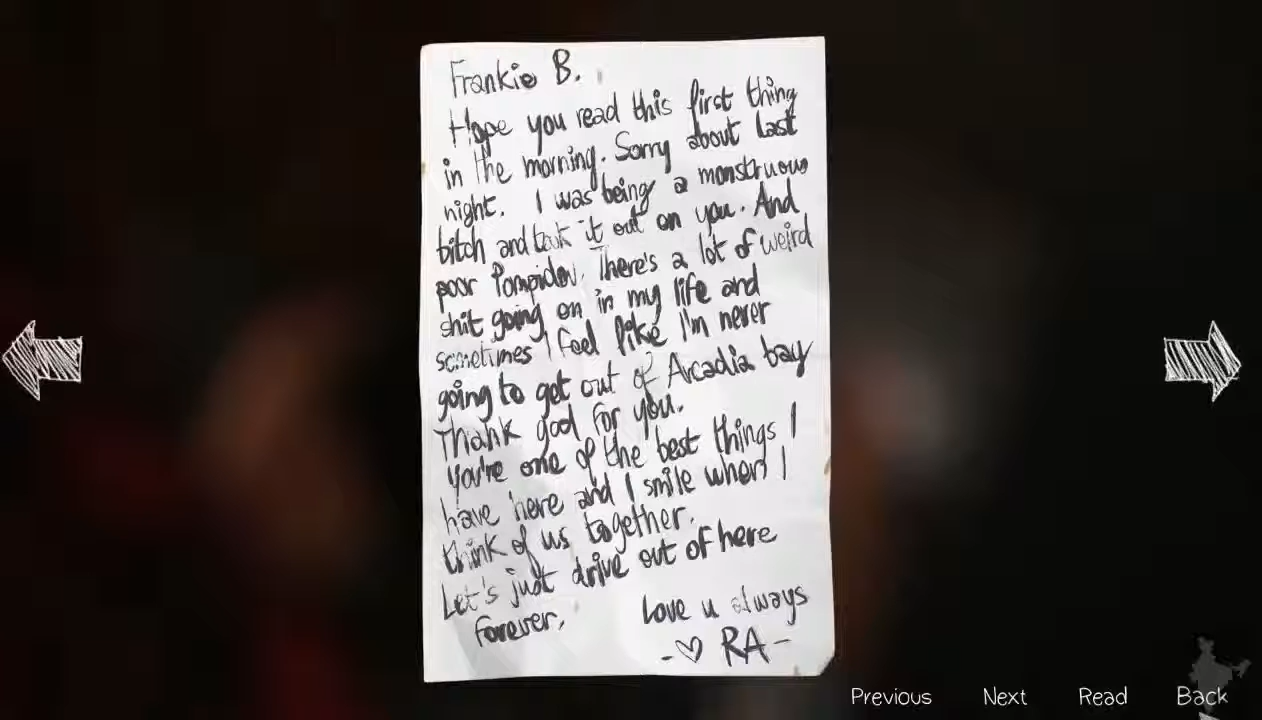 Frankie B.
Hope you read this first thing
in the morning. Sorry about last
night. I was being a monstruous
bitch and took it out on you. And
poor Pompidou. There's a lot of weird
shit going on in my life and
sometimes I feel like I'm never
going to get out of Arcadia bay
Thank god for you.
You're one of the best things I
have here and I smile when I
think of us together.
Let's just drive out of here
forever.
Love u always
-♡ RA-
Previous Next Read Back